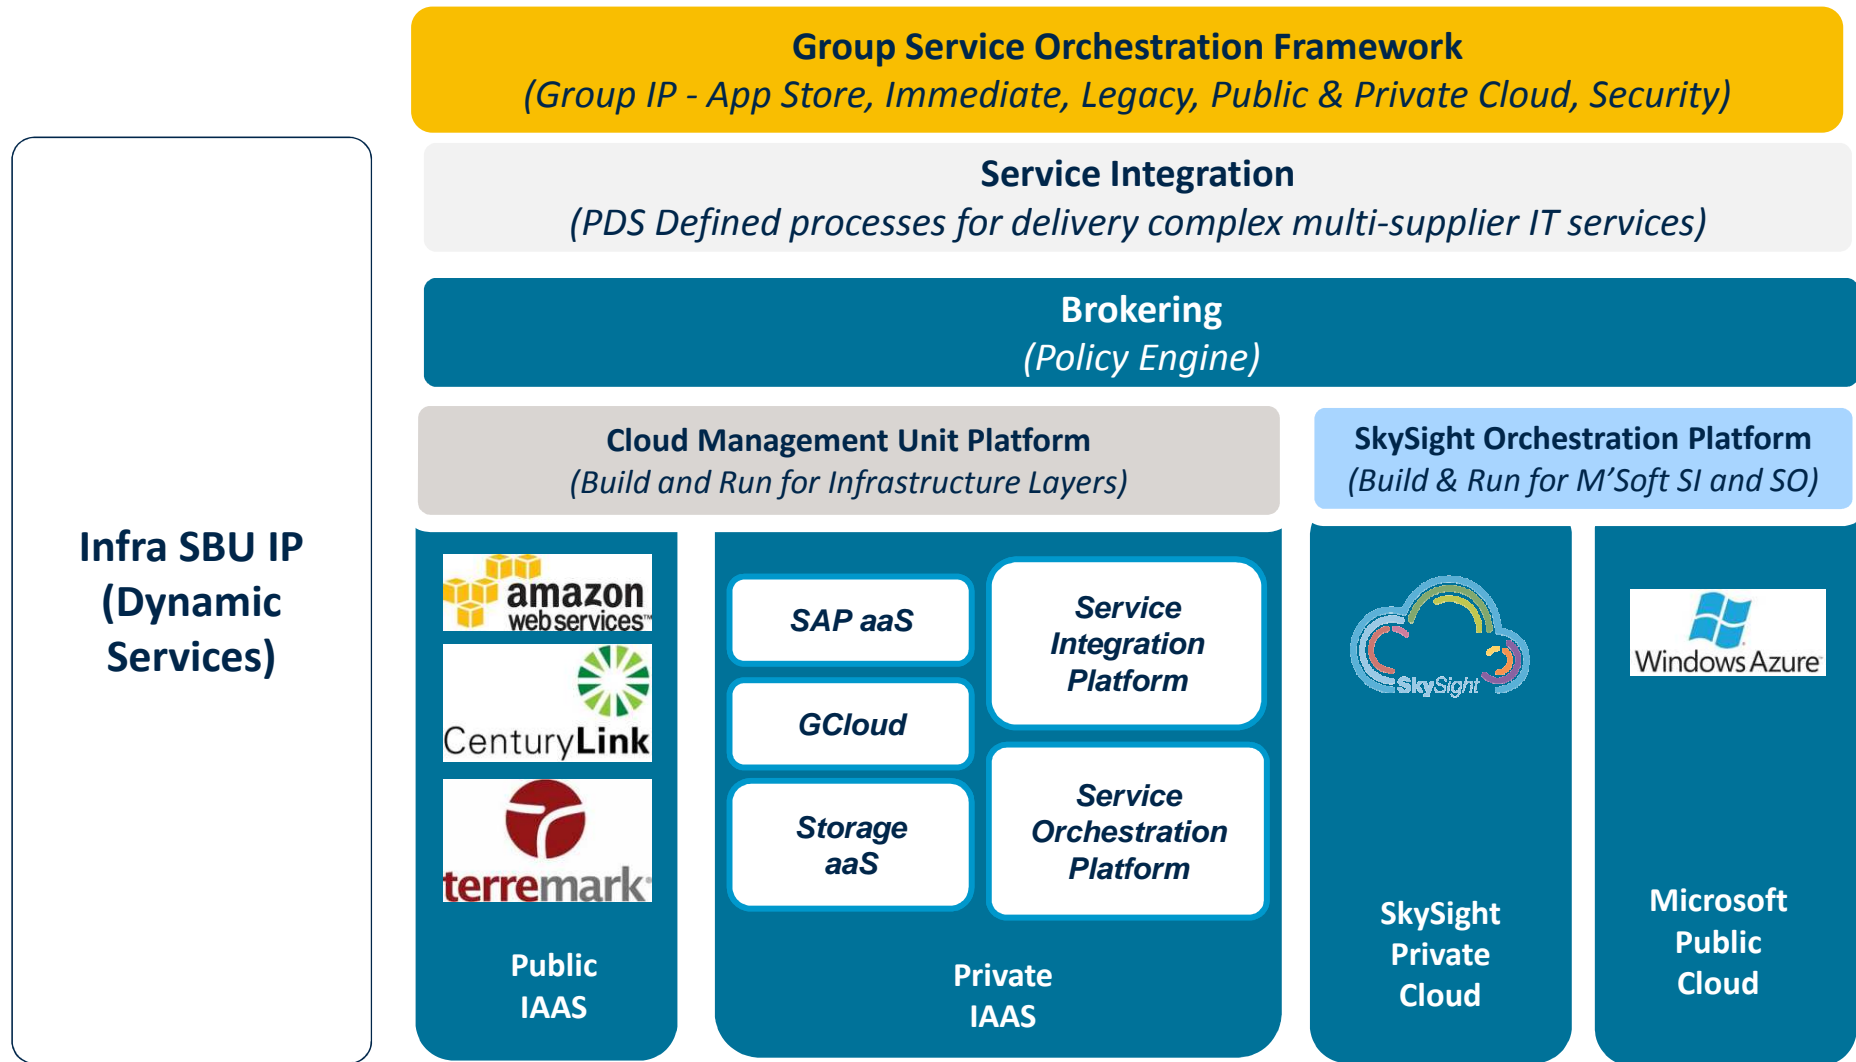 Group Service Orchestration Framework
(Group IP - App Store, Immediate, Legacy, Public & Private Cloud, Security)
Service Integration
(PDS Defined processes for delivery complex multi-supplier IT services)
Brokering
(Policy Engine)
Cloud Management Unit Platform
(Build and Run for Infrastructure Layers)
SkySight Orchestration Platform
(Build & Run for M’Soft SI and SO)
Infra SBU IP
(Dynamic
Services)
amazon
web services™
CenturyLink
terremark
Public
IAAS
SAP aaS
GCloud
Storage
aaS
Service
Integration
Platform
Service
Orchestration
Platform
Private
IAAS
SkySight
SkySight
Private
Cloud
Windows Azure
Microsoft
Public
Cloud